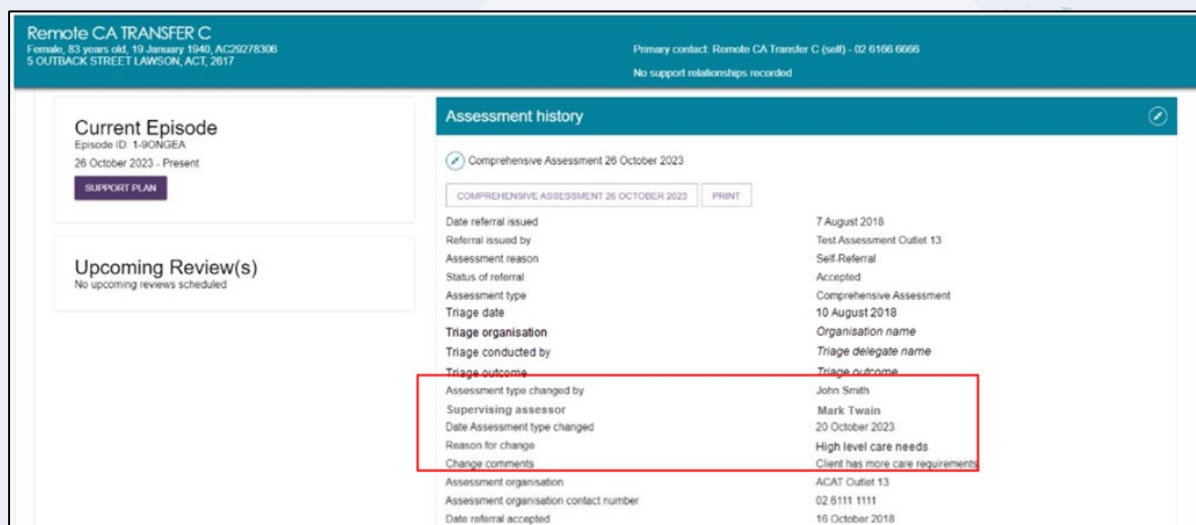 Remote CA TRANSFER C
Female, 83 years old, 19 January 1940, AC29278306
5 OUTBACK STREET LAWSON, ACT, 2617
Primary contact: Remote CA Transfer C (self) - 02 6166 6666
No support relationships recorded
Current Episode
Episode ID: 1-9ONGEA
26 October 2023 - Present
SUPPORT PLAN
Upcoming Review(s)
No upcoming reviews scheduled
Assessment history
Comprehensive Assessment 26 October 2023
COMPREHENSIVE ASSESSMENT 26 OCTOBER 2023 PRINT
Date referral issued 7 August 2018
Referral issued by Test Assessment Outlet 13
Assessment reason Self-Referral
Status of referral Accepted
Assessment type Comprehensive Assessment
Triage date 10 August 2018
Triage organisation Organisation name
Triage conducted by Triage delegate name
Triage outcome Triage outcome
Assessment type changed by John Smith
Supervising assessor Mark Twain
Date Assessment type changed 20 October 2023
Reason for change High level care needs
Change comments Client has more care requirements
Assessment organisation ACAT Outlet 13
Assessment organisation contact number 02 6111 1111
Date referral accepted 16 October 2018